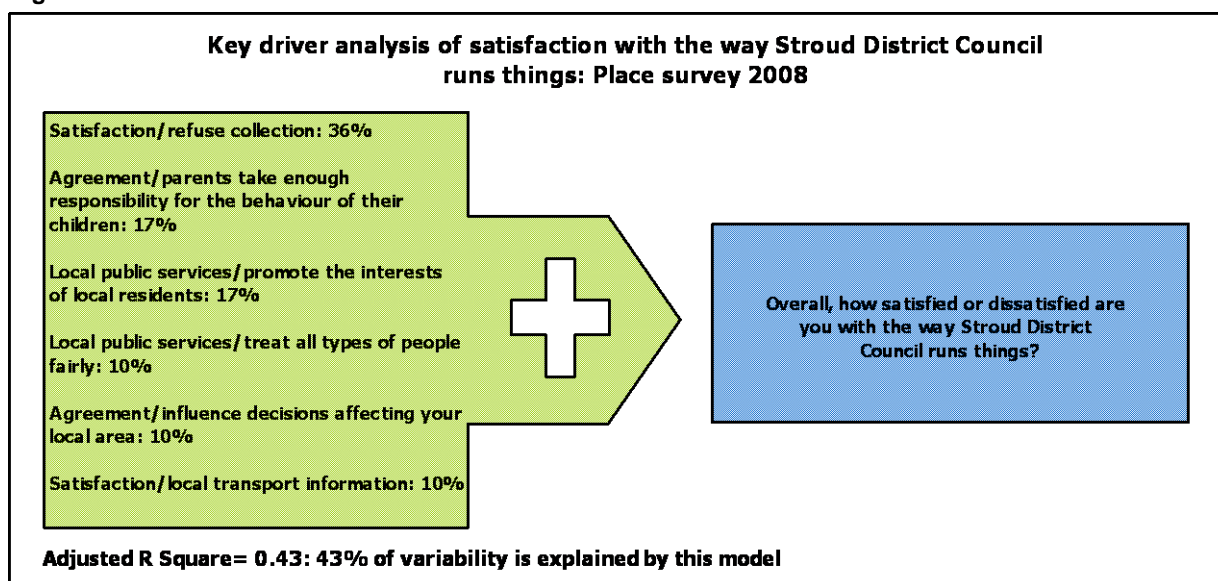 Key driver analysis of satisfaction with the way Stroud District Council
runs things: Place survey 2008
Satisfaction/refuse collection: 36%
Agreement/parents take enough
responsibility for the behaviour of their
children: 17%
Local public services/promote the interests
of local residents: 17%
Local public services/treat all types of people
fairly: 10%
Agreement/influence decisions affecting your
local area: 10%
Satisfaction/local transport information: 10%
Overall, how satisfied or dissatisfied are
you with the way Stroud District
Council runs things?
Adjusted R Square= 0.43: 43% of variability is explained by this model